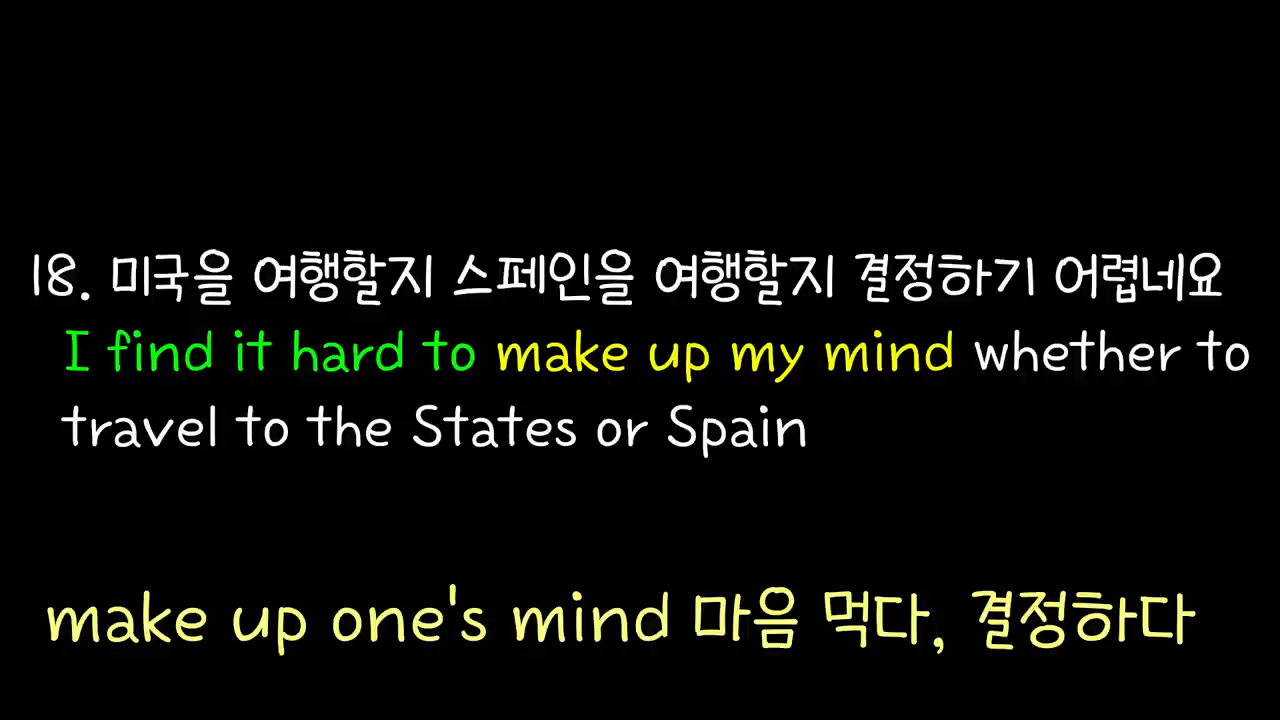 18. 미국을 여행할지 스페인을 여행할지 결정하기 어렵네요
I find it hard to make up my mind whether to
travel to the States or Spain
make up one's mind 마음 먹다, 결정하다